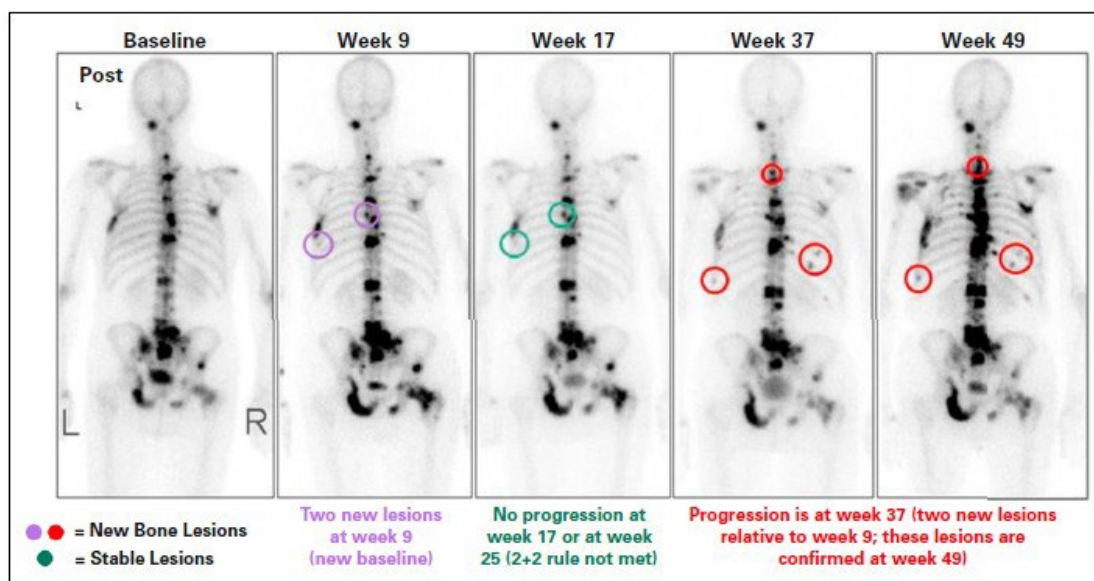 Baseline
Week 9
Week 17
Week 37
Week 49
Post
L
L
R
= New Bone Lesions
= Stable Lesions
Two new lesions
at week 9
(new baseline)
No progression at
week 17 or at week
25 (2+2 rule not met)
Progression is at week 37 (two new lesions
relative to week 9; these lesions are
confirmed at week 49)